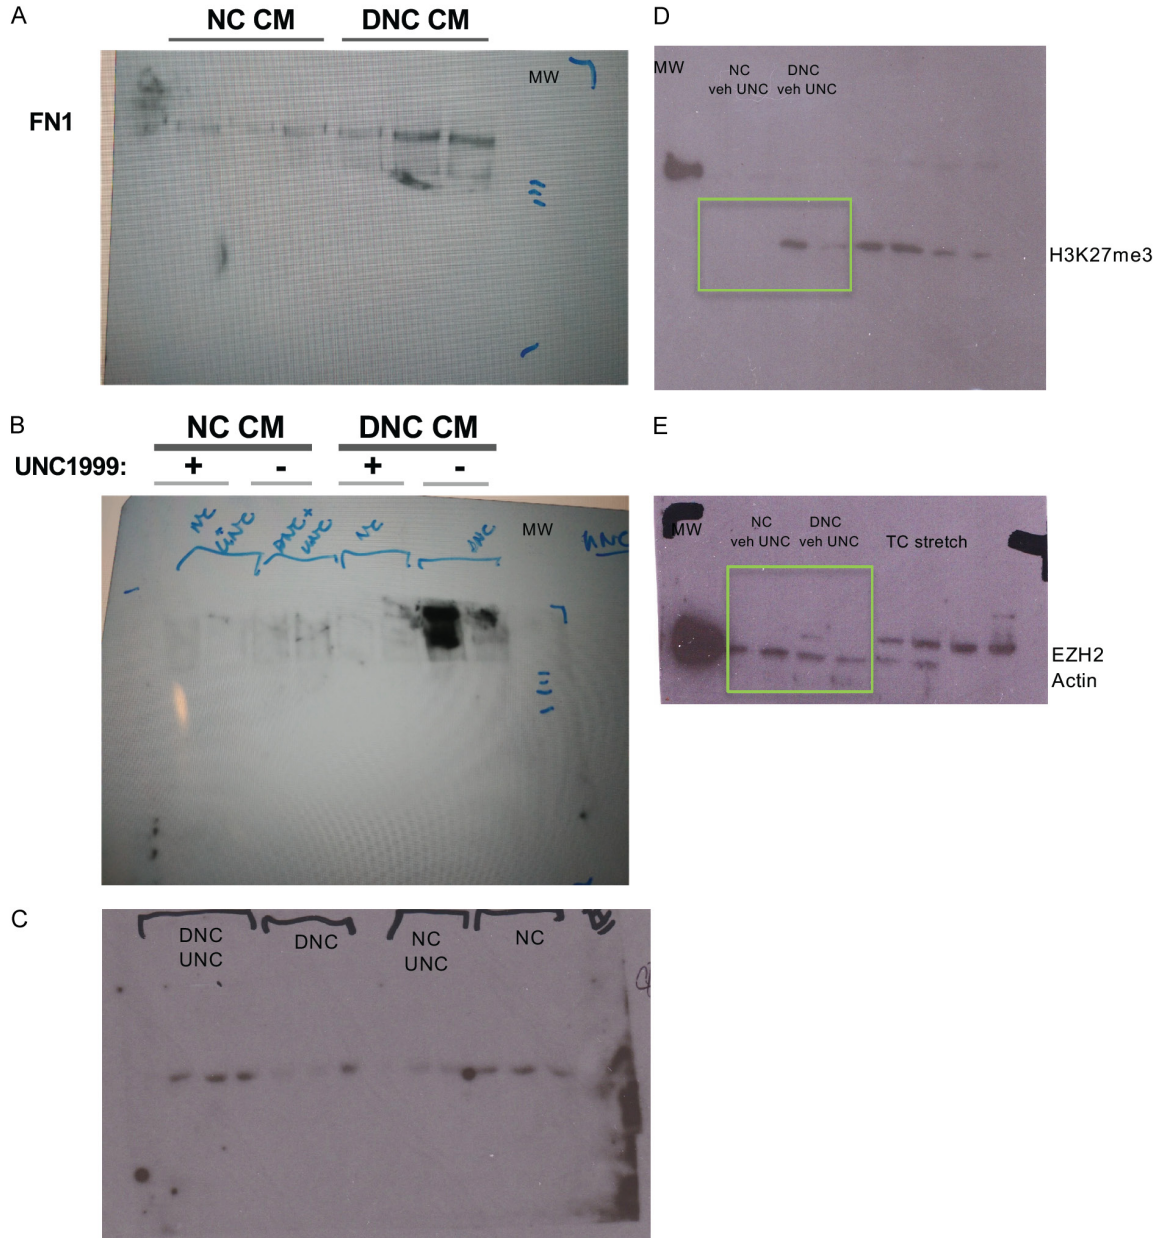 A
NC CM
DNC CM
MW
FN1
B
NC CM
DNC CM
UNC1999:
+
-
+
-
NC
+
UNC
DNC +
UNC
NC
DNC
MW
UNC
C
DNC
UNC
DNC
NC
UNC
NC
D
MW
NC
DNC
veh UNC
veh UNC
H3K27me3
E
MW
NC
DNC
veh UNC
veh UNC
TC stretch
EZH2
Actin